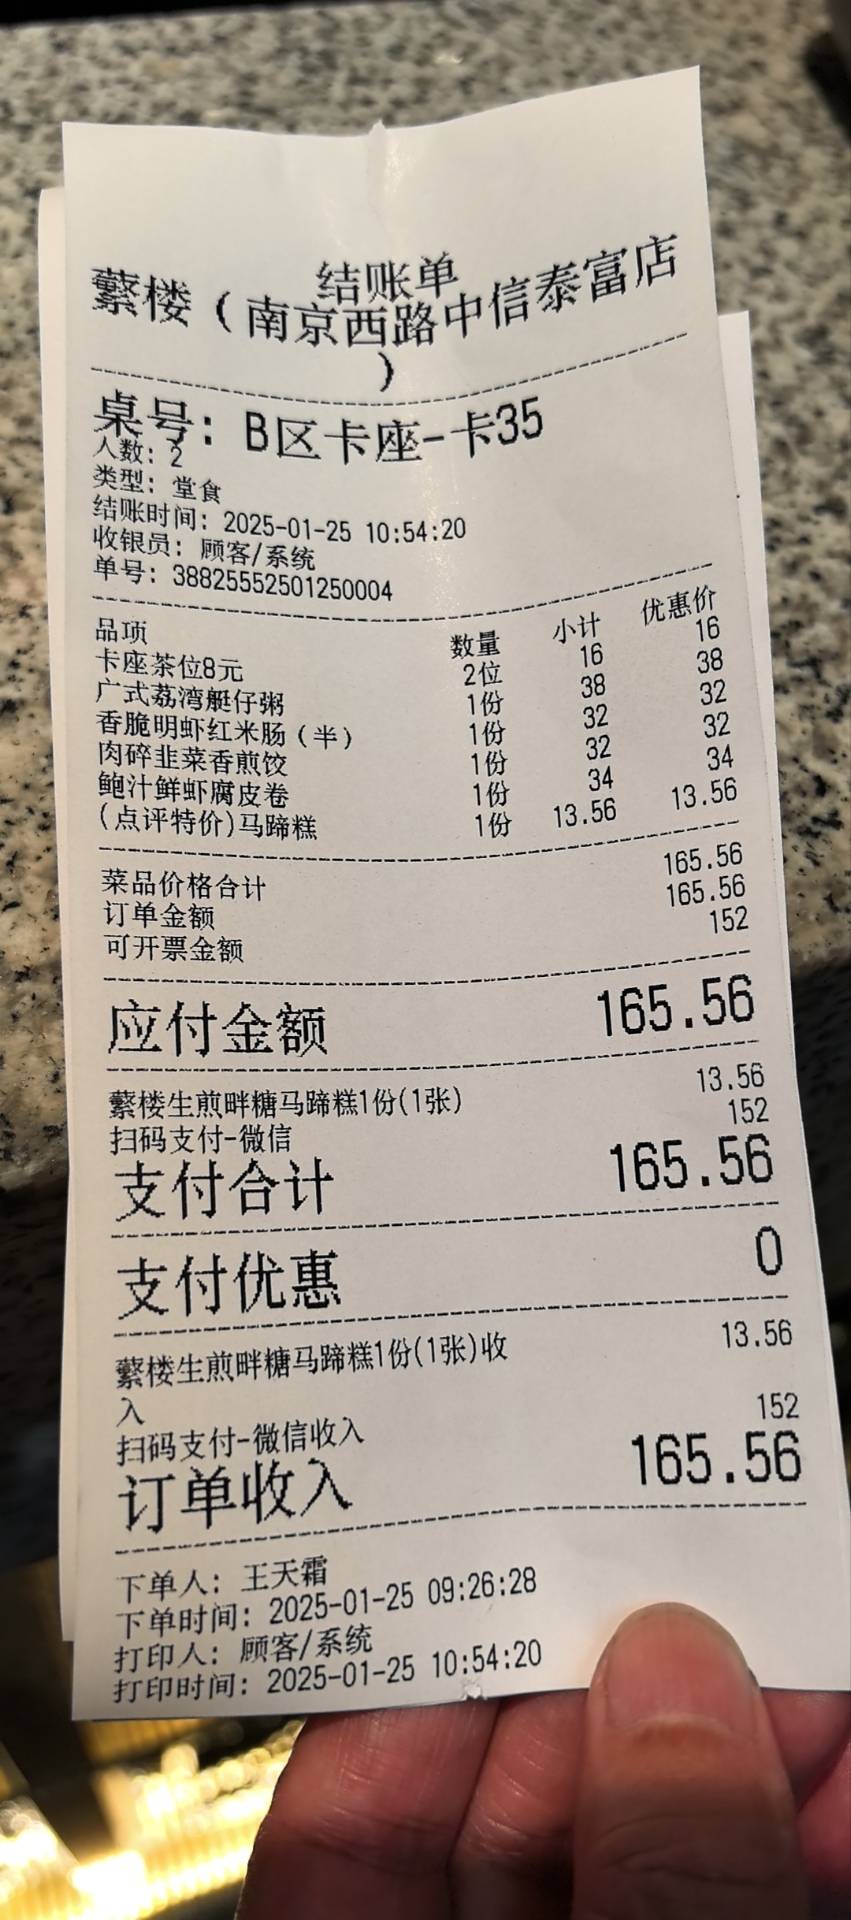 结账单
蘩楼（南京西路中信泰富店
）
桌号：B区卡座-卡35
人数：2
类型：堂食
结账时间：2025-01-25 10:54:20
收银员：顾客/系统
单号：38825552501250004
品项 数量 小计 优惠价
卡座茶位8元 2位 16 16
广式荔湾艇仔粥 1份 38 38
香脆明虾红米肠（半） 1份 32 32
肉碎韭菜香煎饺 1份 32 32
鲍汁鲜虾腐皮卷 1份 34 34
(点评特价)马蹄糕 1份 13.56 13.56
菜品价格合计 165.56
订单金额 165.56
可开票金额 152
应付金额 165.56
蘩楼生煎畔糖马蹄糕1份(1张) 13.56
扫码支付-微信 152
支付合计 165.56
支付优惠 0
蘩楼生煎畔糖马蹄糕1份(1张)收 13.56
入
扫码支付-微信收入 152
订单收入 165.56
下单人：王天霜
下单时间：2025-01-25 09:26:28
打印人：顾客/系统
打印时间：2025-01-25 10:54:20